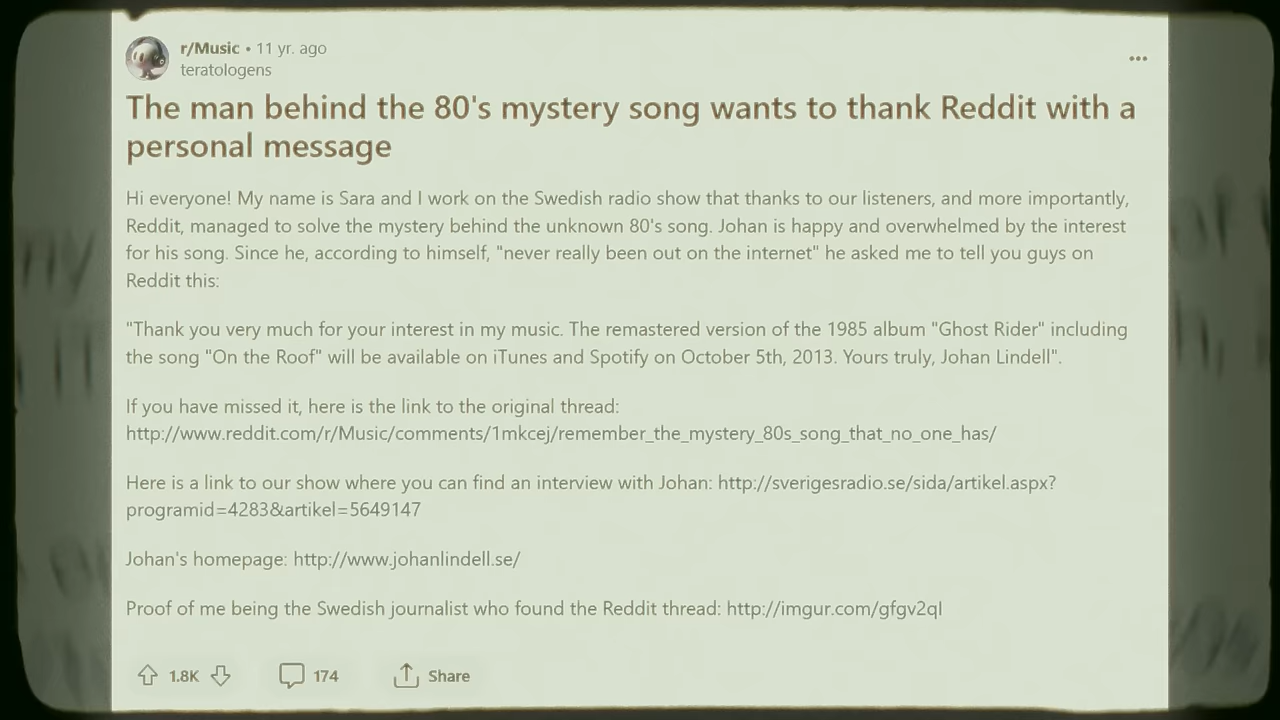 r/Music • 11 yr. ago
teratologens
The man behind the 80's mystery song wants to thank Reddit with a
personal message
Hi everyone! My name is Sara and I work on the Swedish radio show that thanks to our listeners, and more importantly,
Reddit, managed to solve the mystery behind the unknown 80's song. Johan is happy and overwhelmed by the interest
for his song. Since he, according to himself, "never really been out on the internet" he asked me to tell you guys on
Reddit this:
"Thank you very much for your interest in my music. The remastered version of the 1985 album "Ghost Rider" including
the song "On the Roof" will be available on iTunes and Spotify on October 5th, 2013. Yours truly, Johan Lindell".
If you have missed it, here is the link to the original thread:
http://www.reddit.com/r/Music/comments/1mkcej/remember_the_mystery_80s_song_that_no_one_has/
Here is a link to our show where you can find an interview with Johan: http://sverigesradio.se/sida/artikel.aspx?
programid=4283&artikel=5649147
Johan's homepage: http://www.johanlindell.se/
Proof of me being the Swedish journalist who found the Reddit thread: http://imgur.com/gfgv2ql
1.8K 174 Share